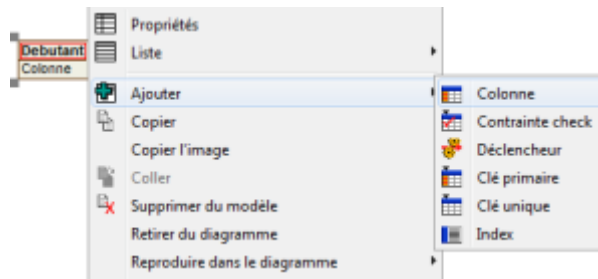 Debutant
Colonne
Propriétés
Liste
Ajouter
Copier
Copier l'image
Coller
Supprimer du modèle
Retirer du diagramme
Reproduire dans le diagramme
Colonne
Contrainte check
Déclencheur
Clé primaire
Clé unique
Index